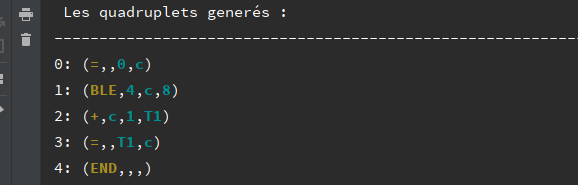 Les quadruplets generés :
------------------------------------------------------------
0: (=,,0,c)
1: (BLE,4,c,8)
2: (+,c,1,T1)
3: (=,,T1,c)
4: (END,,,)